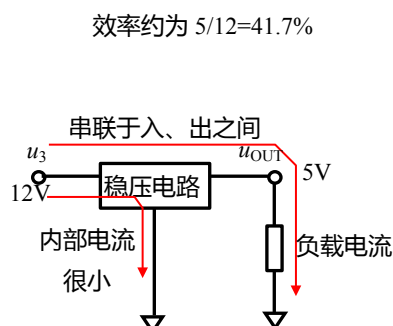 效率约为 5/12=41.7%
串联于入、出之间
u3
uOUT
12V
稳压电路
5V
内部电流
很小
负载电流